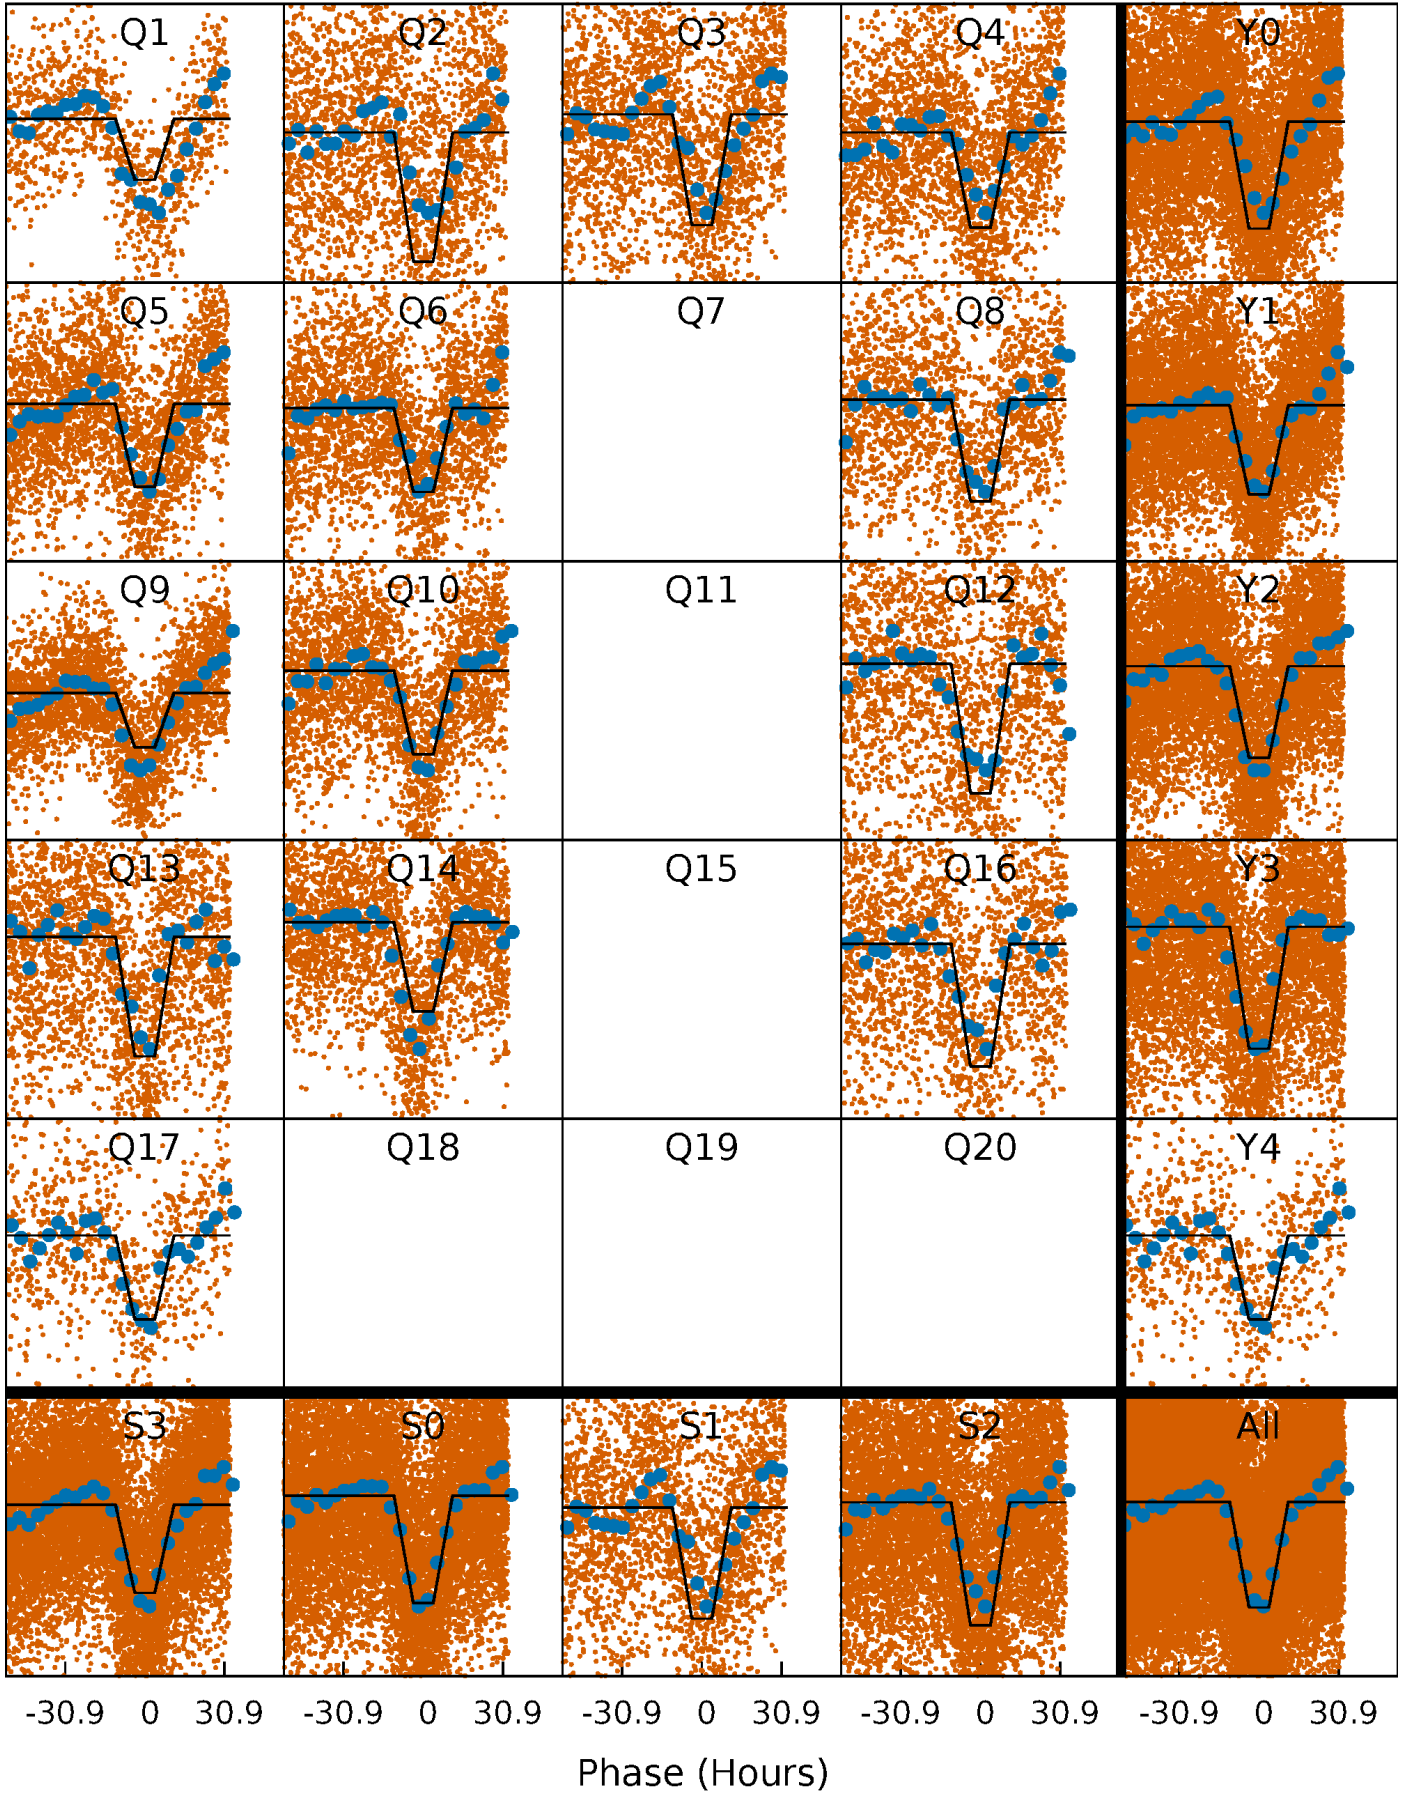 Q1 Q2 Q3 Q4 Y0
Q5 Q6 Q7 Q8 Y1
Q9 Q10 Q11 Q12 Y2
Q13 Q14 Q15 Q16 Y3
Q17 Q18 Q19 Q20 Y4
S3 S0 S1 S2 All
-30.9 0 30.9 -30.9 0 30.9 -30.9 0 30.9 -30.9 0 30.9 -30.9 0 30.9
Phase (Hours)